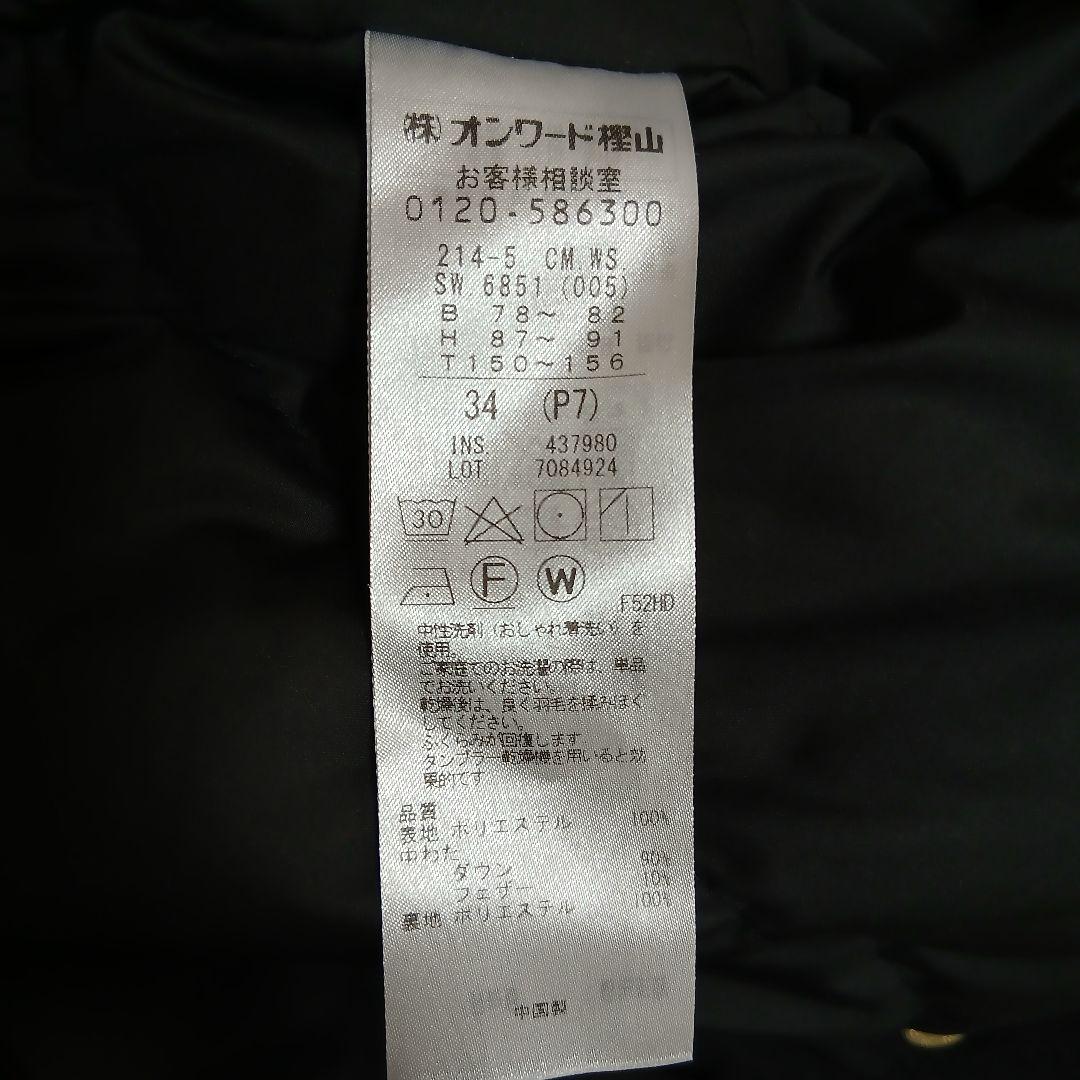 ㈱オンワード樫山
お客様相談室
0120-586300
214-5 CM WS
SW 6851 (005)
B 78～ 82
H 87～ 91
T150～156
34 (P7)
INS. 437980
LOT 7084924
30
F W
F52HD
中性洗剤（おしゃれ着洗い）を
使用。
ご家庭でのお洗濯の際は、単品
でお洗いください。
乾燥後は、良く羽毛を揉みほぐ
してください。
ふくらみが回復します
タンブラー乾燥機を用いると効
果的です
品質
表地 ポリエステル 100%
中わた
ダウン 90%
フェザー 10%
裏地 ポリエステル 100%
中国製